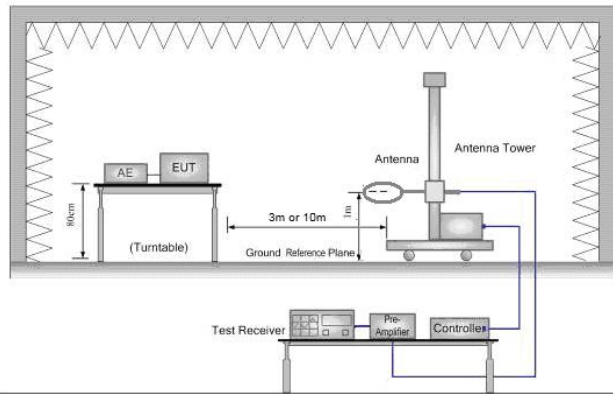 AE
EUT
80cm
(Turntable)
3m or 10m
Antenna
Antenna Tower
1m
Ground Reference Plane
Test Receiver
Pre-
Amplifier
Controller